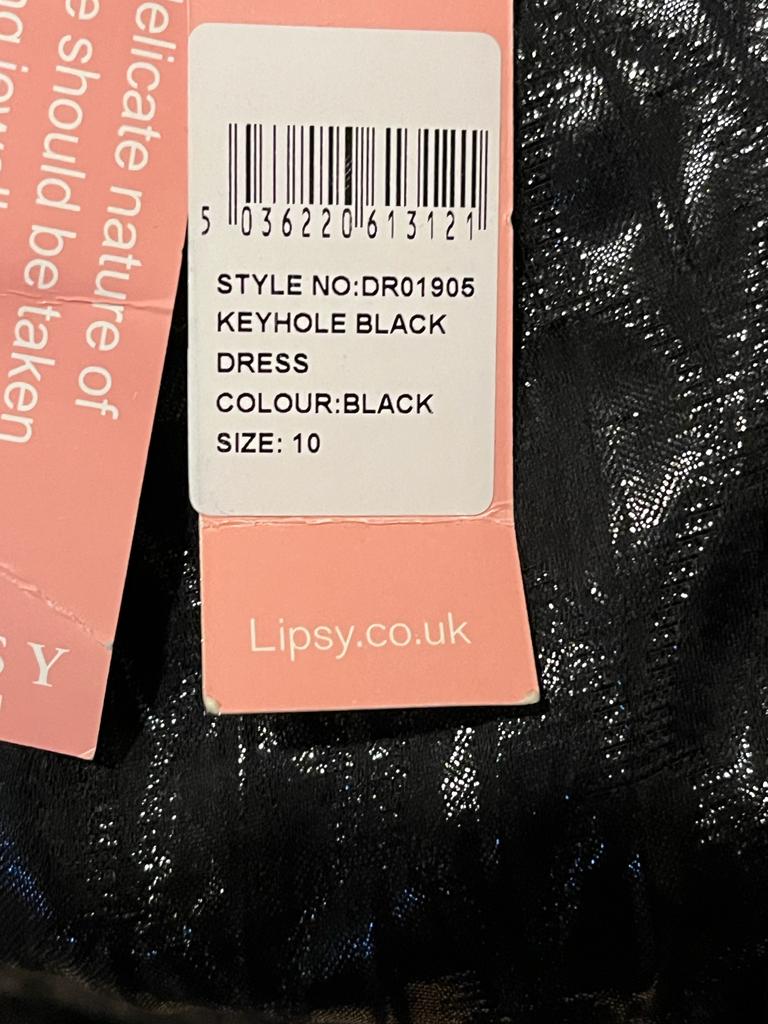 elicate nature of
e should be taken
5 036220 613121
STYLE NO:DR01905
KEYHOLE BLACK
DRESS
COLOUR:BLACK
SIZE: 10
Lipsy.co.uk
SY